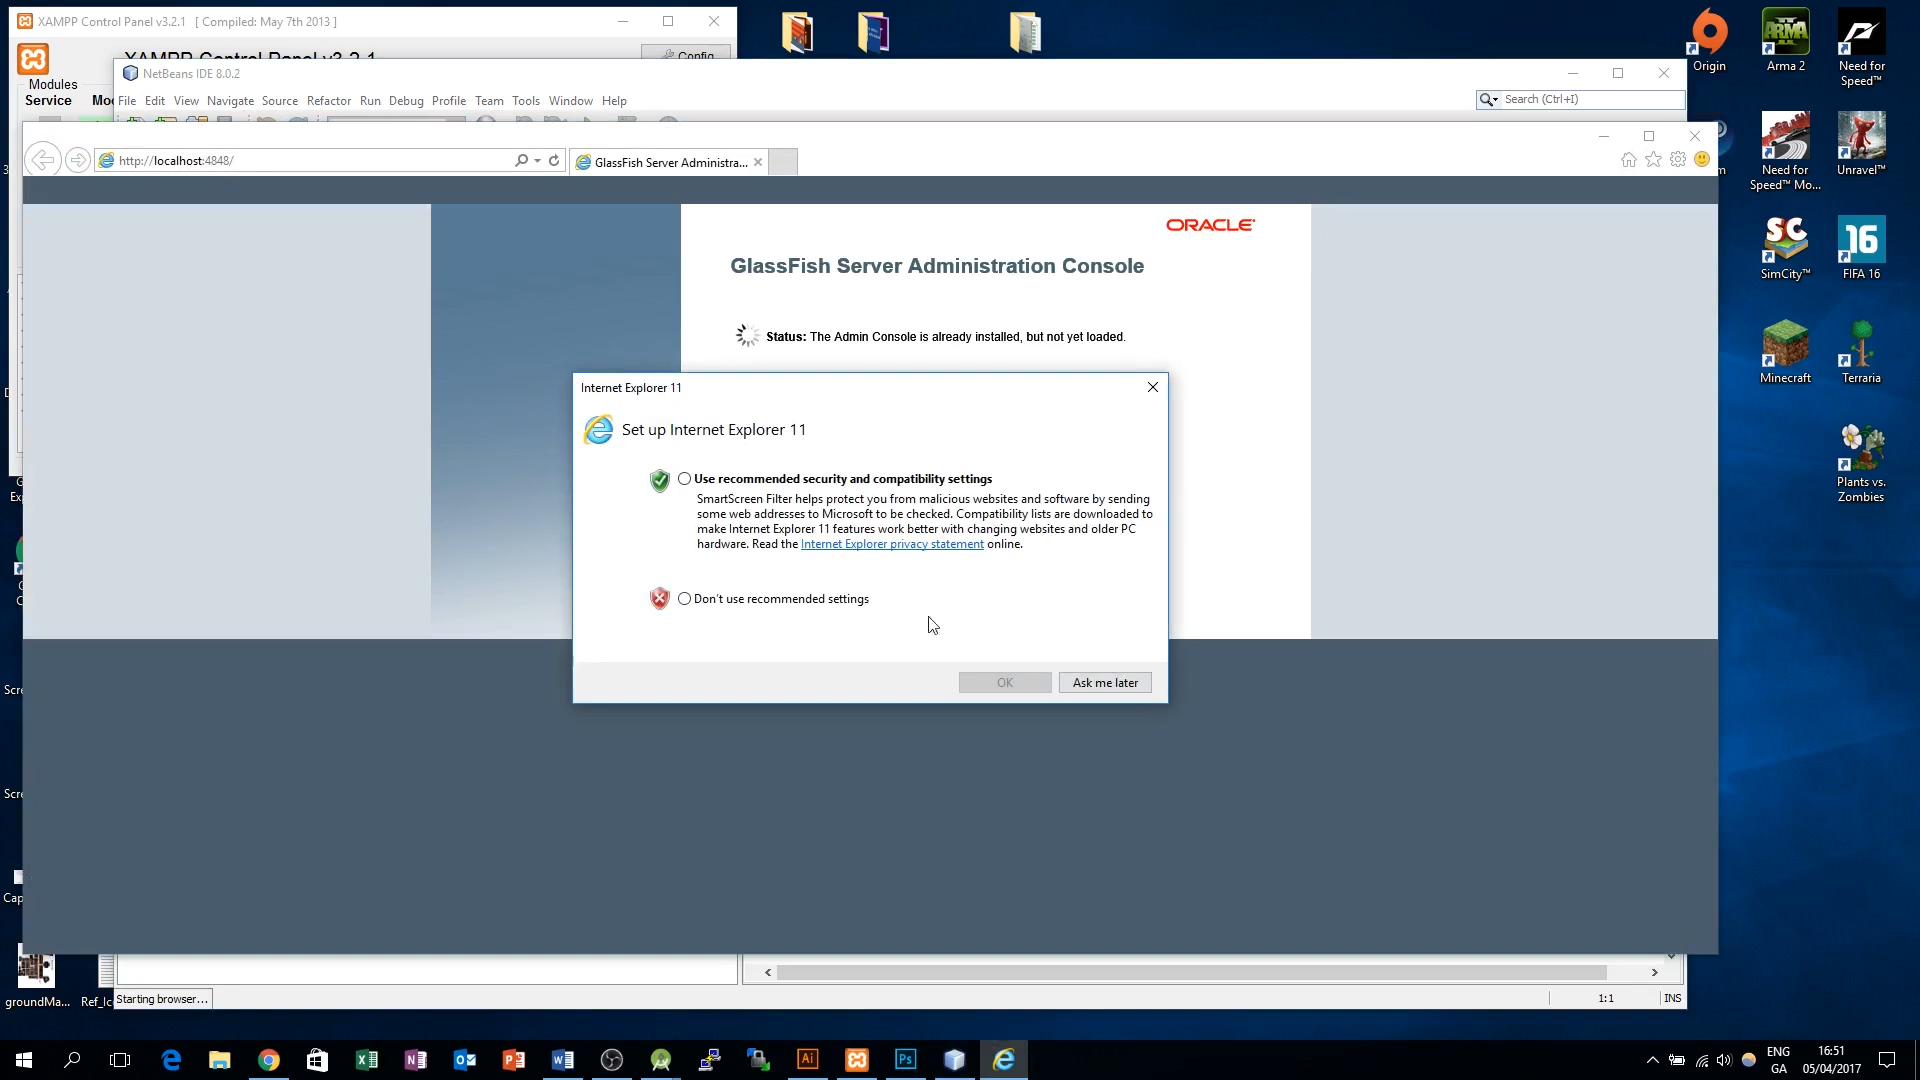 XAMPP Control Panel v3.2.1 [ Compiled: May 7th 2013 ]
XAMPP Control Panel v3.2.1
Config
Modules
Service
NetBeans IDE 8.0.2
File Edit View Navigate Source Refactor Run Debug Profile Team Tools Window Help
Search (Ctrl+I)
http://localhost:4848/
GlassFish Server Administra...
ORACLE
GlassFish Server Administration Console
Status: The Admin Console is already installed, but not yet loaded.
Internet Explorer 11
Set up Internet Explorer 11
Use recommended security and compatibility settings
SmartScreen Filter helps protect you from malicious websites and software by sending
some web addresses to Microsoft to be checked. Compatibility lists are downloaded to
make Internet Explorer 11 features work better with changing websites and older PC
hardware. Read the Internet Explorer privacy statement online.
Don't use recommended settings
OK
Ask me later
Origin
Arma 2
Need for
Speed™
Need for
Speed™ Mo...
Unravel™
SimCity™
FIFA 16
Minecraft
Terraria
Plants vs.
Zombies
groundMa...
Starting browser...
1:1
INS
ENG
GA
16:51
05/04/2017